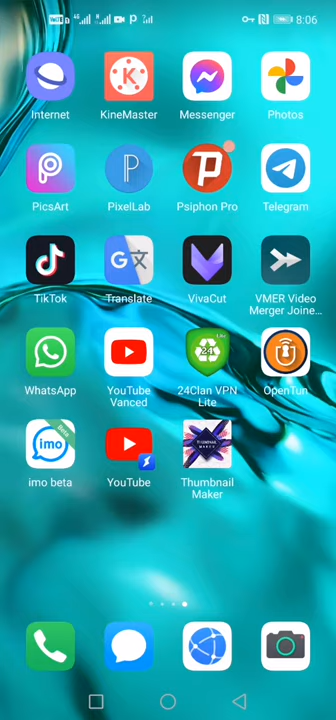 8:06
Internet
KineMaster
Messenger
Photos
PicsArt
PixelLab
Psiphon Pro
Telegram
TikTok
Translate
VivaCut
VMER Video
Merger Joine...
WhatsApp
YouTube
Vanced
24Clan VPN
Lite
OpenTun
imo beta
YouTube
Thumbnail
Maker